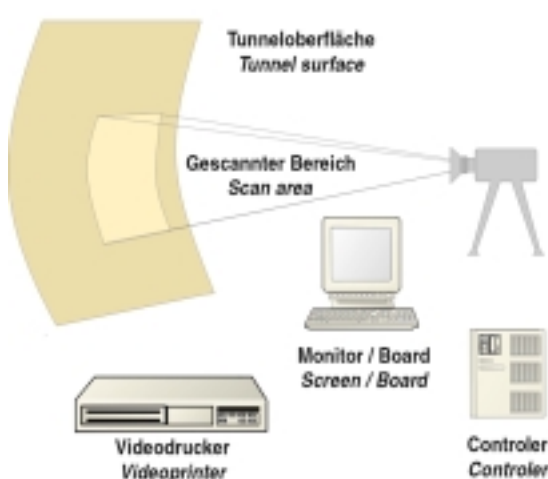 Tunneloberfläche
Tunnel surface
Gescannter Bereich
Scan area
Monitor / Board
Screen / Board
Videodrucker
Videoprinter
Controler
Controler